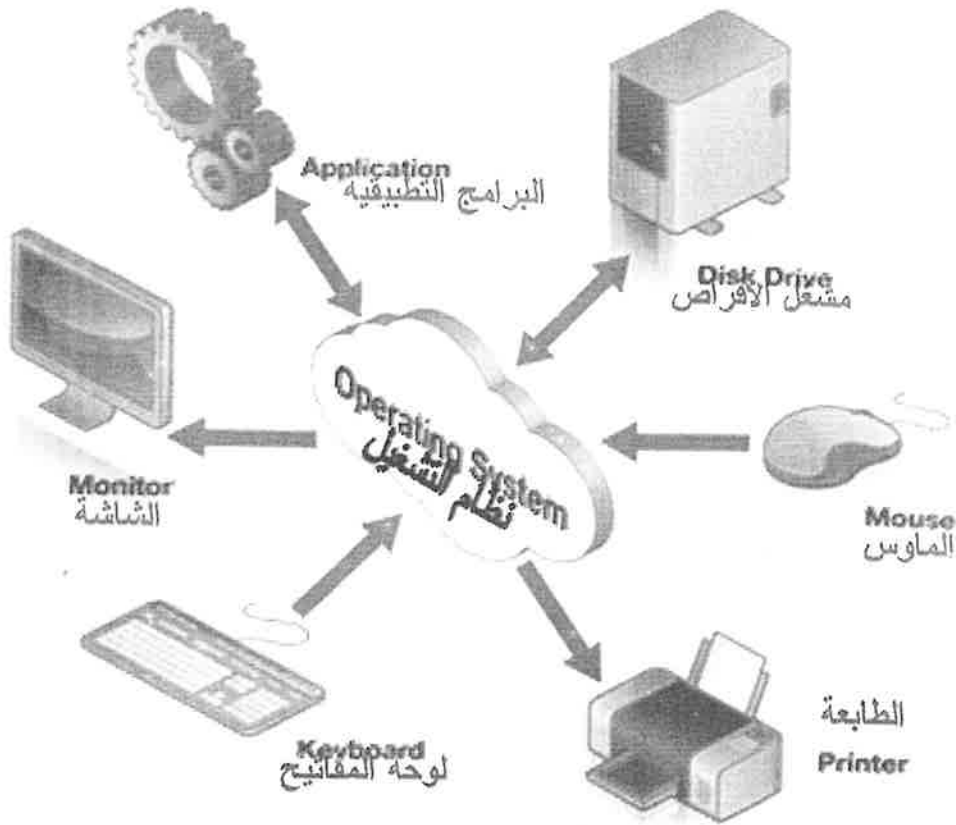 Application
البرامج التطبيقيه
Disk Drive
مشغل الاقراص
Operating System
نظام التشغيل
Monitor
الشاشة
Mouse
الماوس
Keyboard
لوحه المفاتيح
الطابعة
Printer